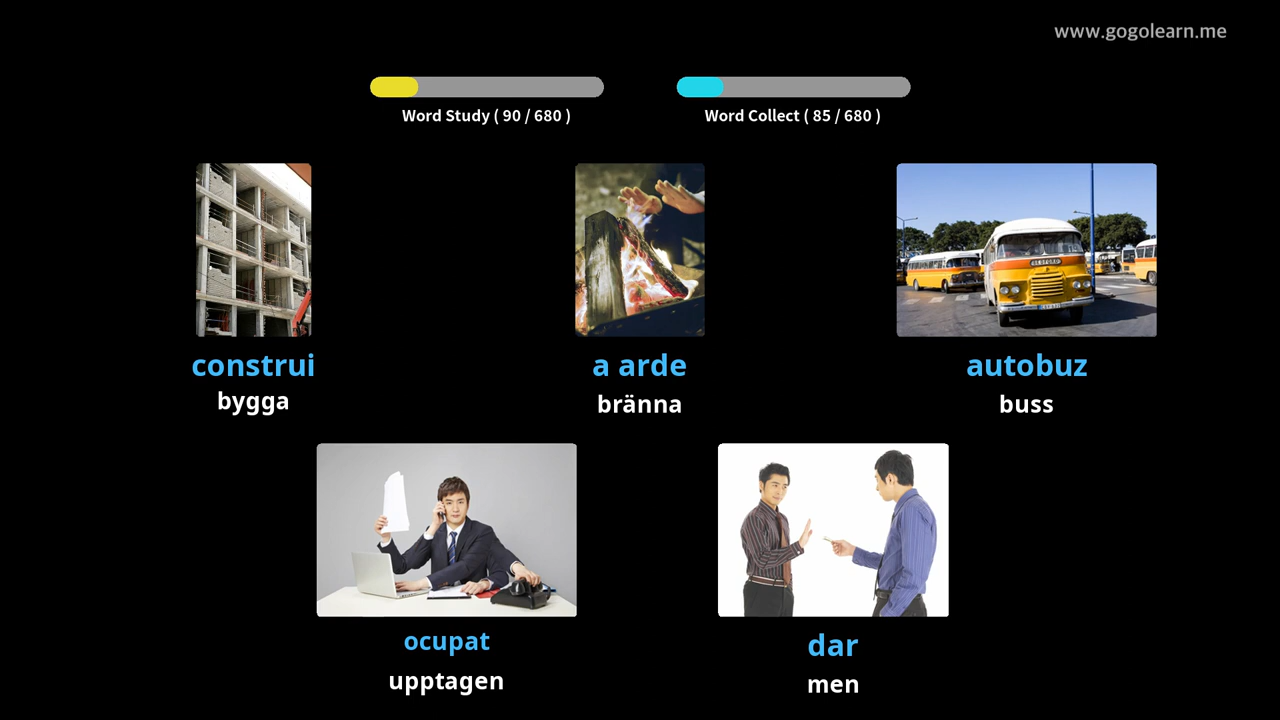 www.gogolearn.me
Word Study ( 90 / 680 )
Word Collect ( 85 / 680 )
construi
bygga
a arde
bränna
autobuz
buss
ocupat
upptagen
dar
men